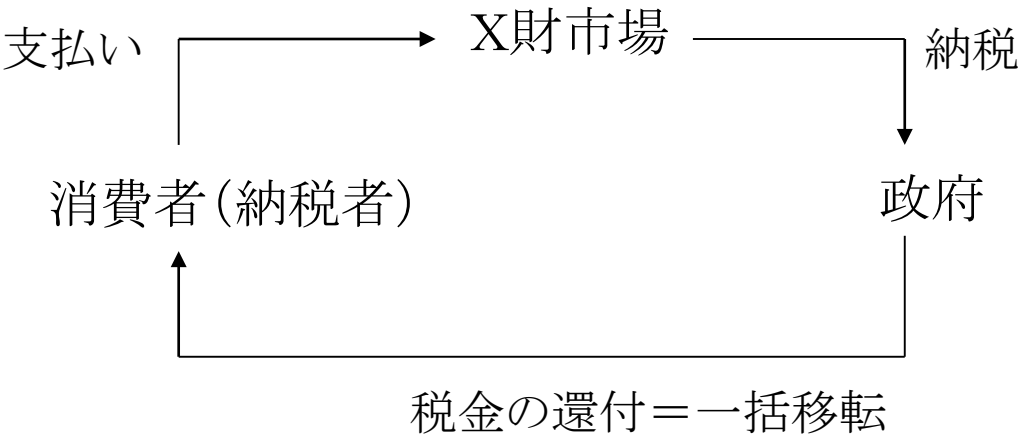 支払い
X財市場
納税
消費者(納税者)
政府
税金の還付＝一括移転